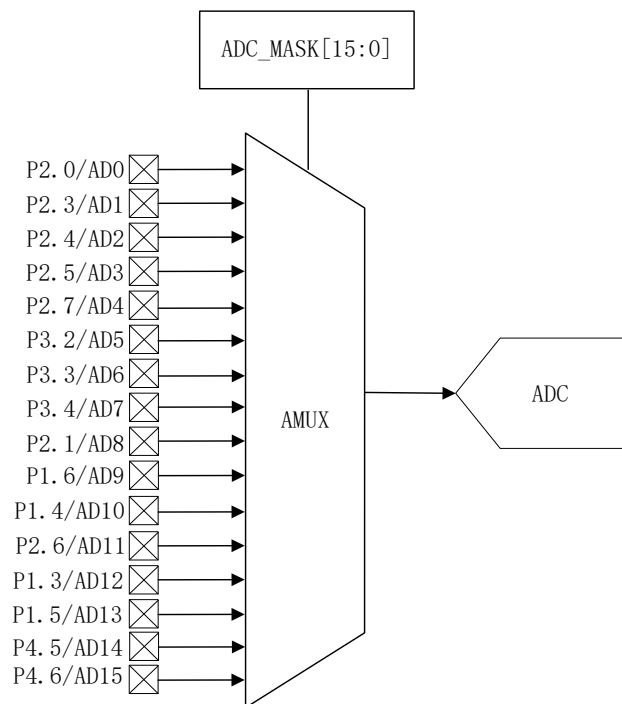 ADC_MASK[15:0]
P2.0/AD0
P2.3/AD1
P2.4/AD2
P2.5/AD3
P2.7/AD4
P3.2/AD5
P3.3/AD6
P3.4/AD7
P2.1/AD8
P1.6/AD9
P1.4/AD10
P2.6/AD11
P1.3/AD12
P1.5/AD13
P4.5/AD14
P4.6/AD15
AMUX
ADC